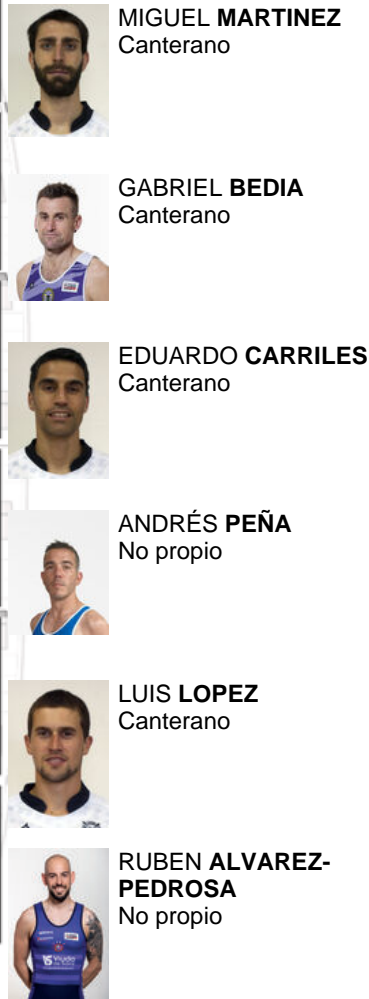 MIGUEL MARTINEZ
Canterano
GABRIEL BEDIA
Canterano
EDUARDO CARRILES
Canterano
ANDRÉS PEÑA
No propio
LUIS LOPEZ
Canterano
RUBEN ALVAREZ-
PEDROSA
No propio